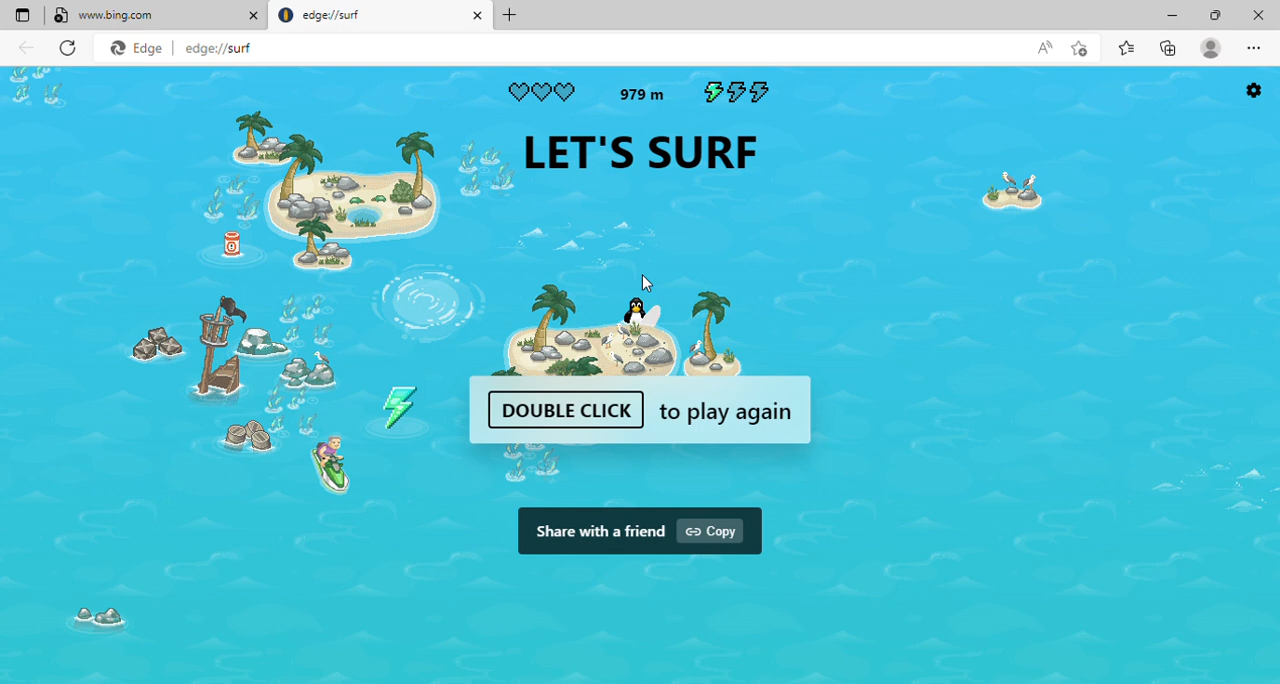 www.bing.com
edge://surf
Edge
edge://surf
979 m
LET'S SURF
DOUBLE CLICK to play again
Share with a friend Copy